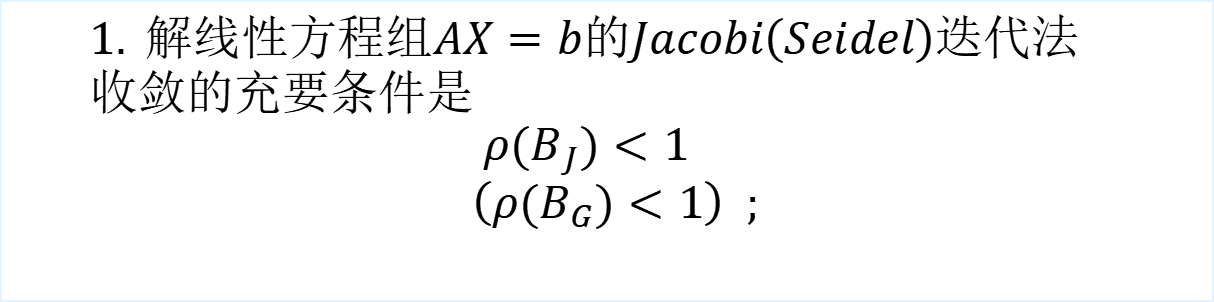 1. 解线性方程组AX = b的Jacobi(Seidel)迭代法
收敛的充要条件是
ρ(B_J) < 1
(ρ(B_G) < 1) ;